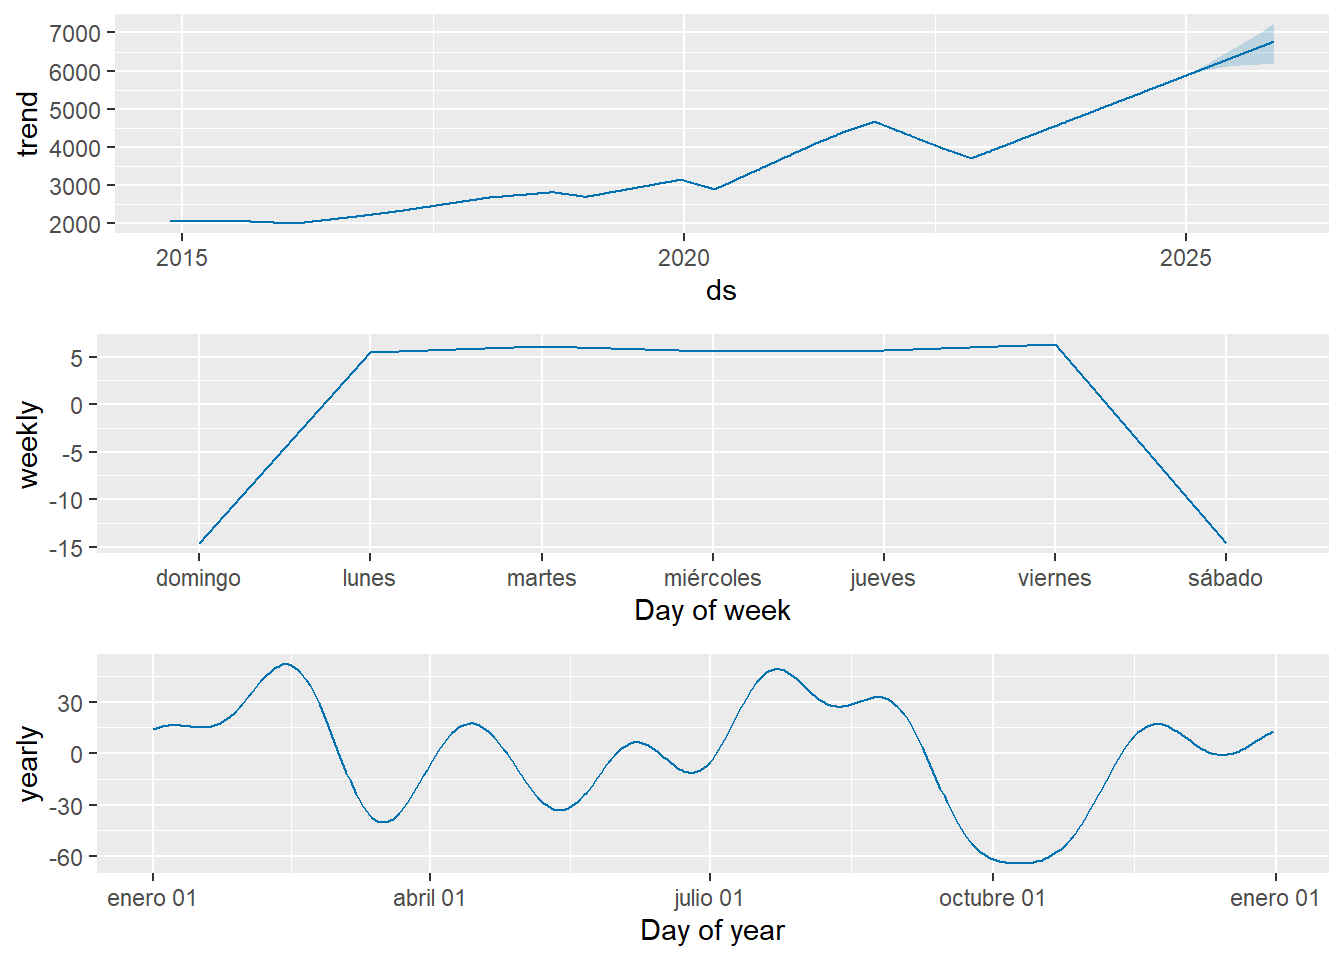 7000
6000
5000
4000
3000
2000
trend
2015 2020 2025
ds
5
0
-5
-10
-15
weekly
domingo lunes martes miércoles jueves viernes sábado
Day of week
30
0
-30
-60
yearly
enero 01 abril 01 julio 01 octubre 01 enero 01
Day of year